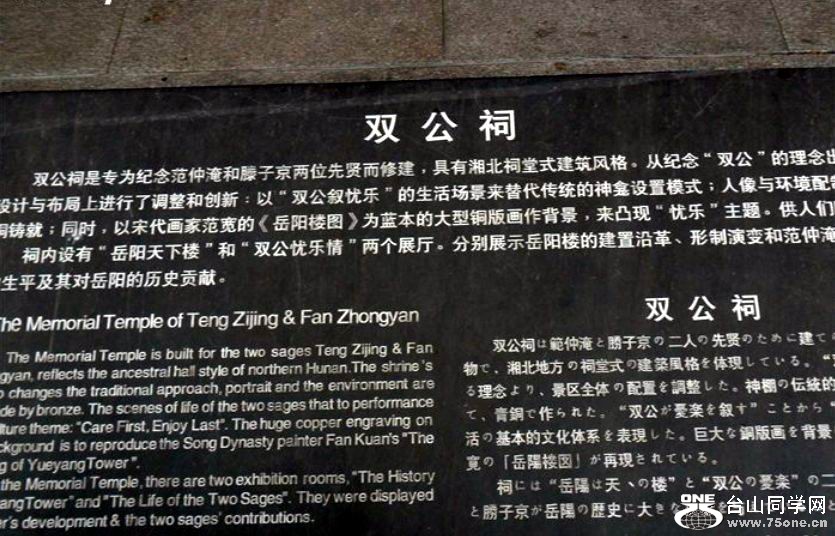 双公祠
双公祠是专为纪念范仲淹和滕子京两位先贤而修建，具有湘北祠堂式建筑风格。从纪念“双公”的理念出
设计与布局上进行了调整和创新：以“双公叙忧乐”的生活场景来替代传统的神龛设置模式；人像与环境配制
铸就；同时，以宋代画家范宽的《岳阳楼图》为蓝本的大型铜版画作背景，来凸现“忧乐”主题。供人们
祠内设有“岳阳天下楼”和“双公忧乐情”两个展厅。分别展示岳阳楼的建置沿革、形制演变和范仲淹
生平及其对岳阳的历史贡献。
The Memorial Temple of Teng Zijing & Fan Zhongyan
The Memorial Temple is built for the two sages Teng Zijing & Fan
gyan, reflects the ancestral hall style of northern Hunan. The shrine's
changes the traditional approach, portrait and the environment are
de by bronze. The scenes of life of the two sages that to performance
lture theme: "Care First, Enjoy Last". The huge copper engraving on
ckground is to reproduce the Song Dynasty painter Fan Kuan's "The
g of YueyangTower".
the Memorial Temple, there are two exhibition rooms, "The History
angTower" and "The Life of the Two Sages". They were displayed
er's development & the two sages' contributions.
双公祠
双公祠は範仲淹と勝子京の二人の先賢のために建て
物で、湘北地方の祠堂式の建築風格を体現している。
る理念より、景区全体の配置を調整した。神棚の伝統的
て、青銅で作られた。“双公が憂楽を叙す”ことから
活の基本的文化体系を表現した。巨大な銅版画を背景
寛の「岳陽楼図」が再現されている。
祠には“岳陽は天丶の楼”と“双公の憂楽”の二
と勝子京が岳陽の歴史に大きな
ONE
台山同学网
www.75one.cn